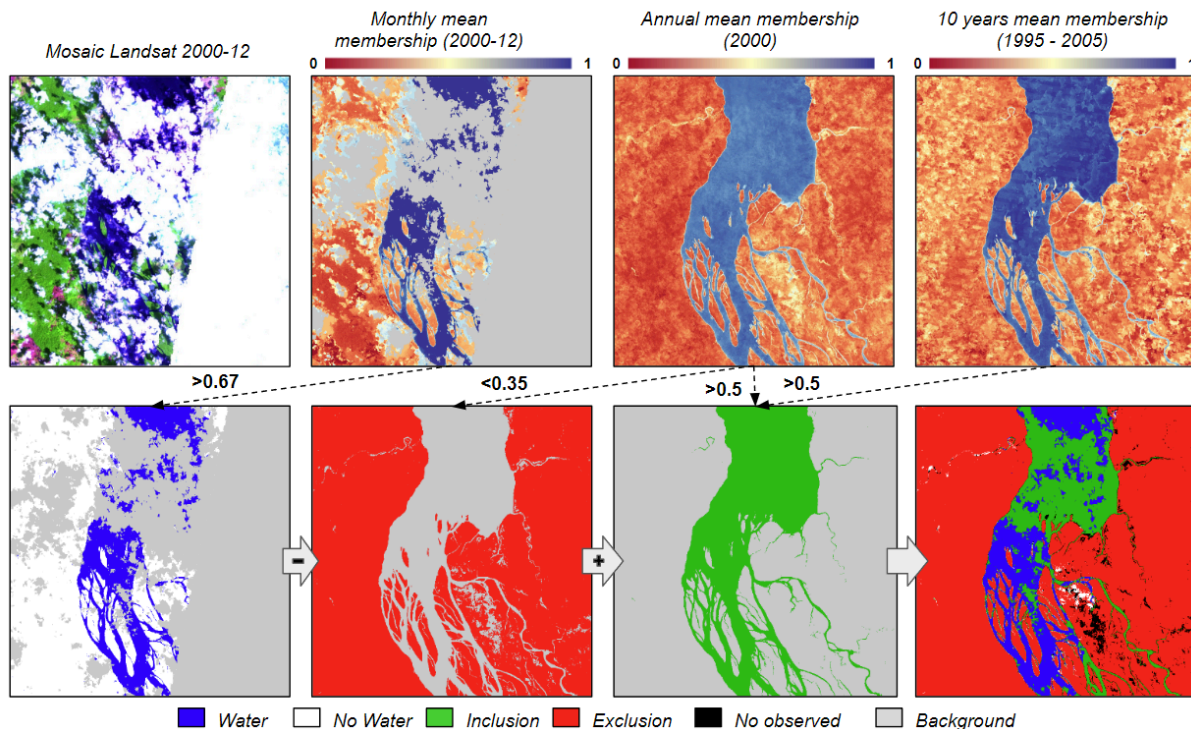 Mosaic Landsat 2000-12
Monthly mean
membership (2000-12)
0 1
Annual mean membership
(2000)
0 1
10 years mean membership
(1995 - 2005)
0 1
>0.67
<0.35
>0.5
>0.5
-
+
Water
No Water
Inclusion
Exclusion
No observed
Background